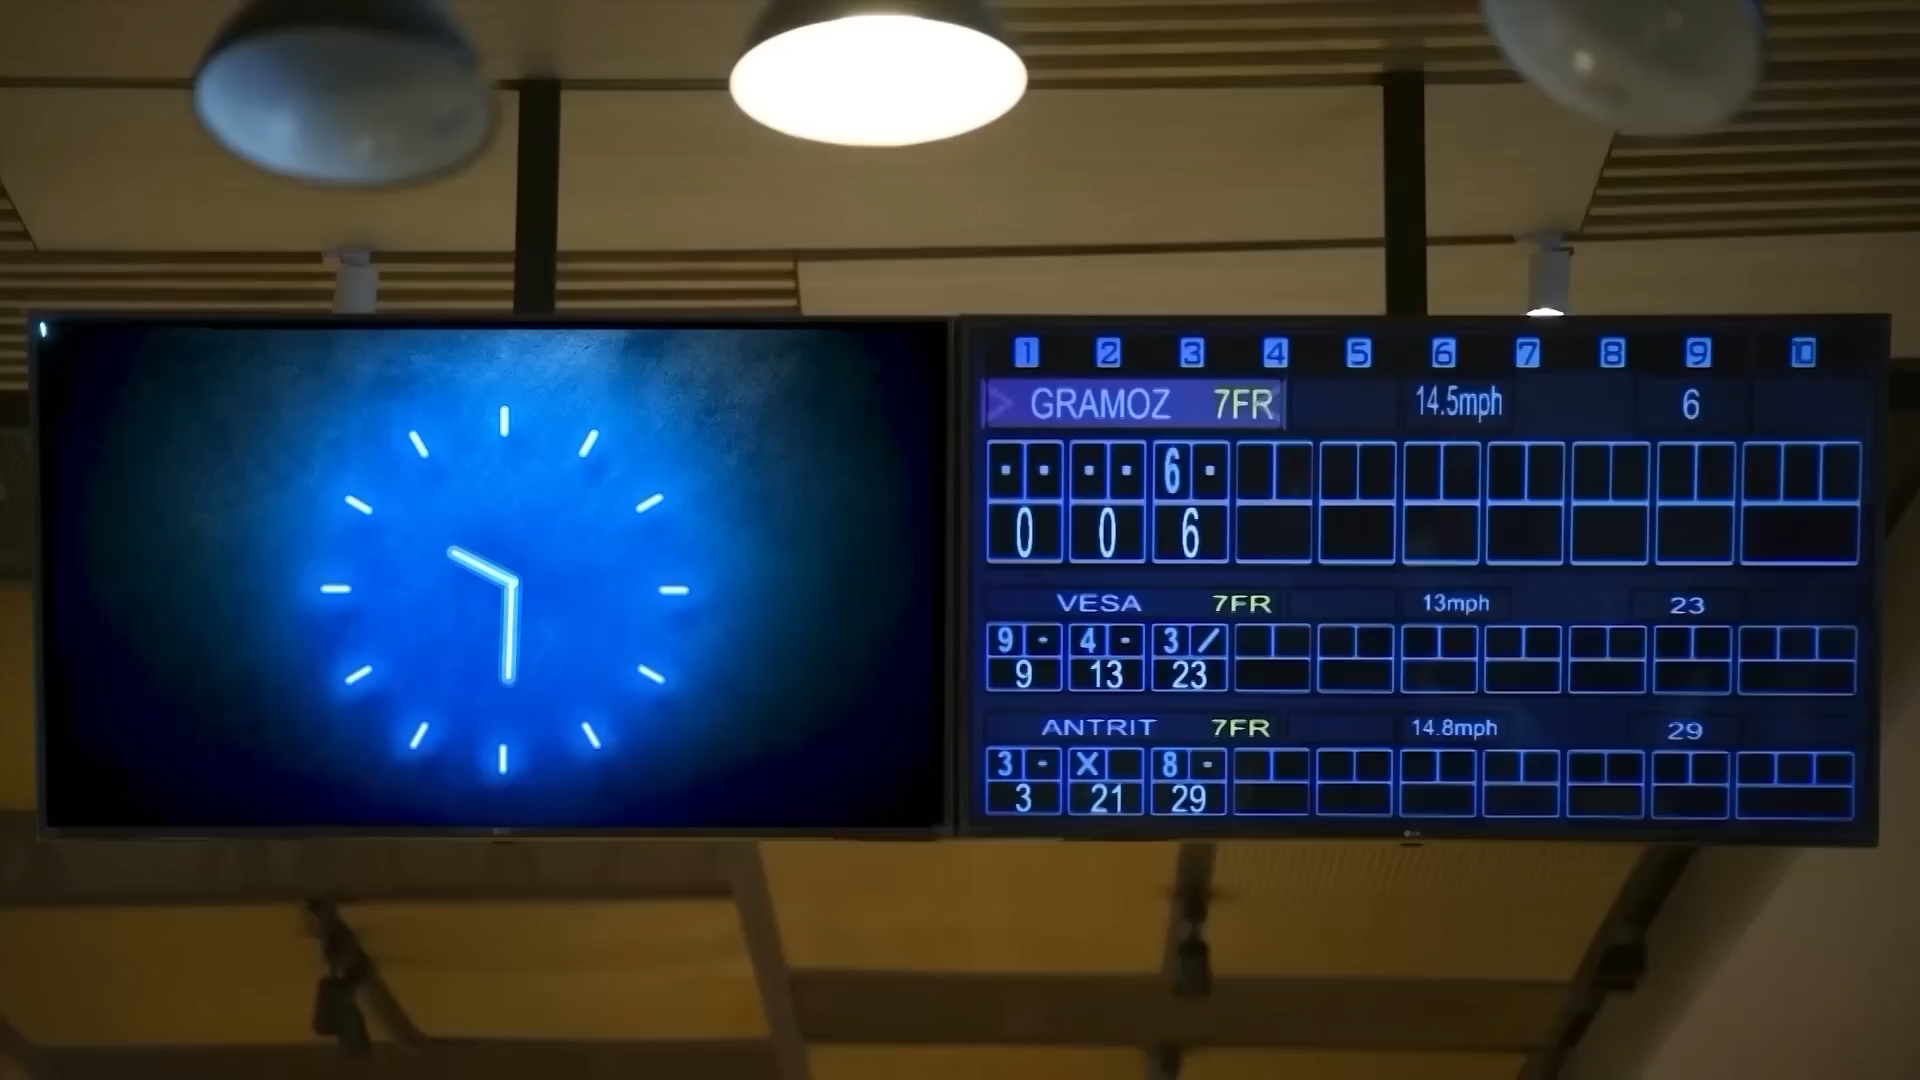 1 2 3 4 5 6 7 8 9 10
GRAMOZ 7FR 14.5mph 6
· · · · 6 ·
0 0 6
VESA 7FR 13mph 23
9 - 4 - 3 /
9 13 23
ANTRIT 7FR 14.8mph 29
3 - X 8 -
3 21 29
LG LG